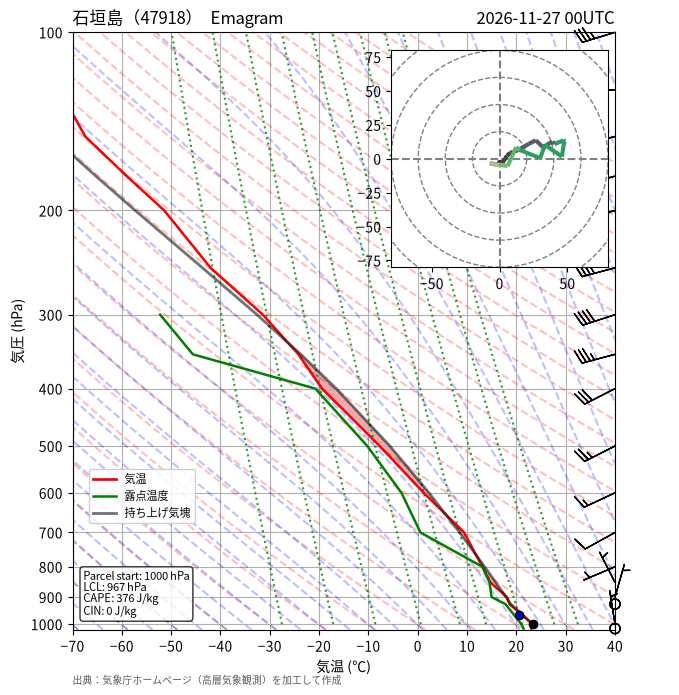 石垣島（47918） Emagram
2026-11-27 00UTC
100
200
300
400
500
600
700
800
900
1000
気圧 (hPa)
75
50
25
0
−25
−50
−75
−50
0
50
気温
露点温度
持ち上げ気塊
Parcel start: 1000 hPa
LCL: 967 hPa
CAPE: 376 J/kg
CIN: 0 J/kg
−70
−60
−50
−40
−30
−20
−10
0
10
20
30
40
気温 (℃)
出典：気象庁ホームページ（高層気象観測）を加工して作成